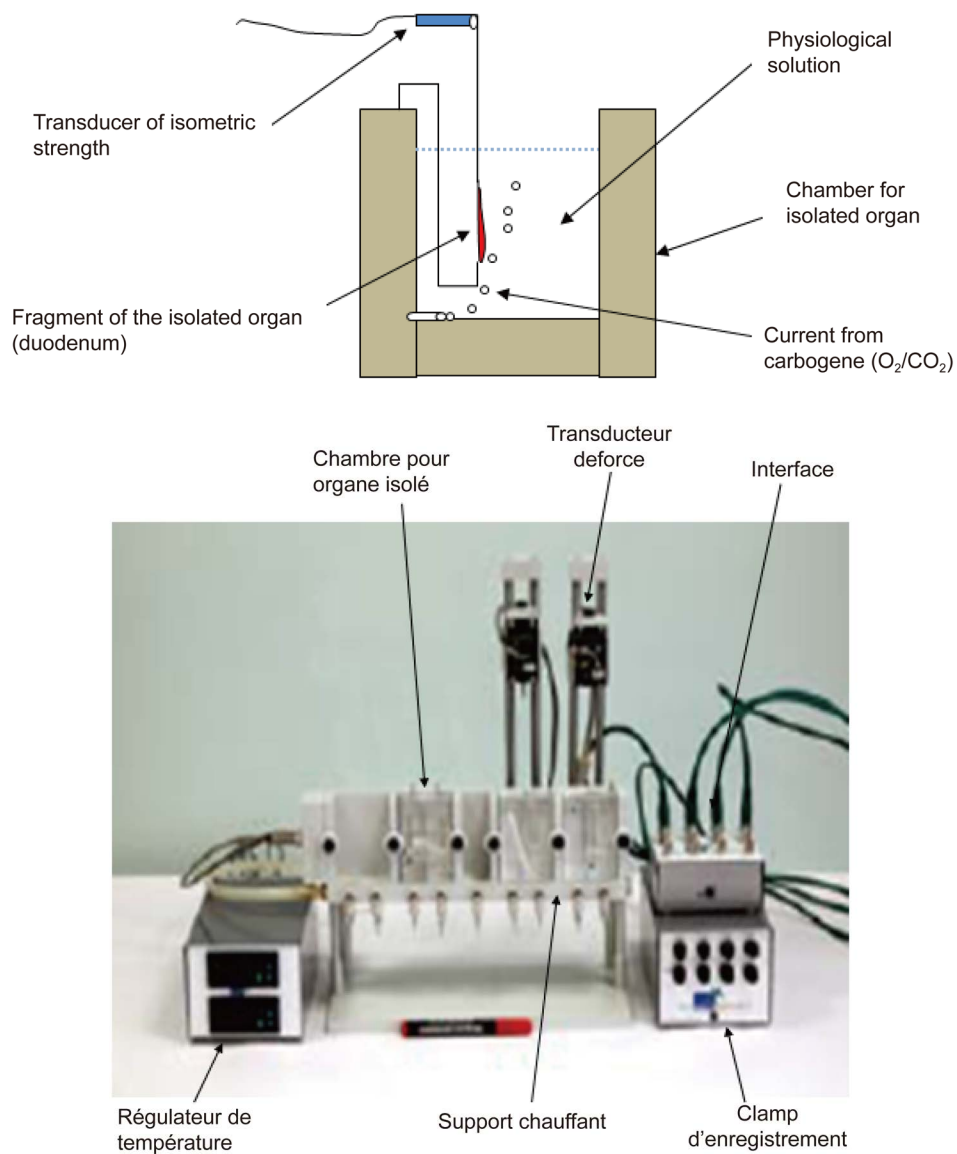 Physiological
solution
Transducer of isometric
strength
Chamber for
isolated organ
Fragment of the isolated organ
(duodenum)
Current from
carbogene (O₂/CO₂)
Transducteur
deforce
Chambre pour
organe isolé
Interface
Régulateur de
température
Support chauffant
Clamp
d'enregistrement